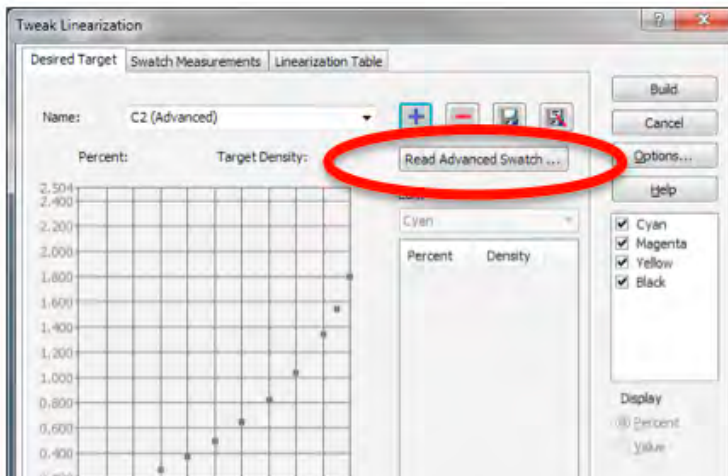 Tweak Linearization
Desired Target Swatch Measurements Linearization Table
Build
Name: C2 (Advanced)
Cancel
Percent: Target Density: Read Advanced Swatch ... Options...
Help
2.504
2.400
Cyan
Cyan
2.200
Magenta
Percent Density
2.000
Yellow
1.800
Black
1.600
1.400
1.200
1.000
0.800
Display
0.600
Percent
0.400
Value